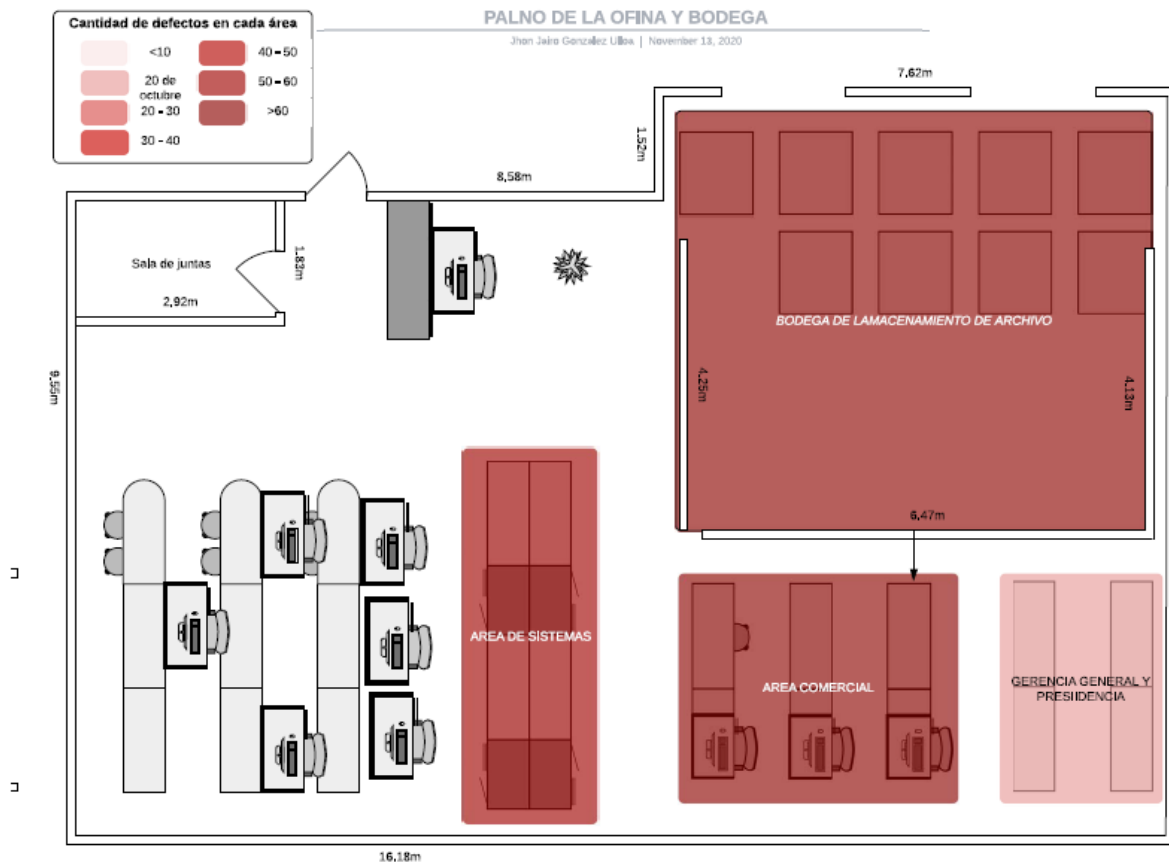 PALNO DE LA OFINA Y BODEGA
Jhon Jairo Gonzalez Ulloa | November 13, 2020
Cantidad de defectos en cada área
<10
20 de
octubre
20 - 30
30 - 40
40 - 50
50 - 60
>60
7,62m
1.52m
8,58m
Sala de juntas
1.83m
2,92m
9.55m
BODEGA DE LAMACENAMIENTO DE ARCHIVO
4.25m
4.13m
6,47m
AREA DE SISTEMAS
AREA COMERCIAL
GERENCIA GENERAL Y
PRESIIDENCIA
16,18m